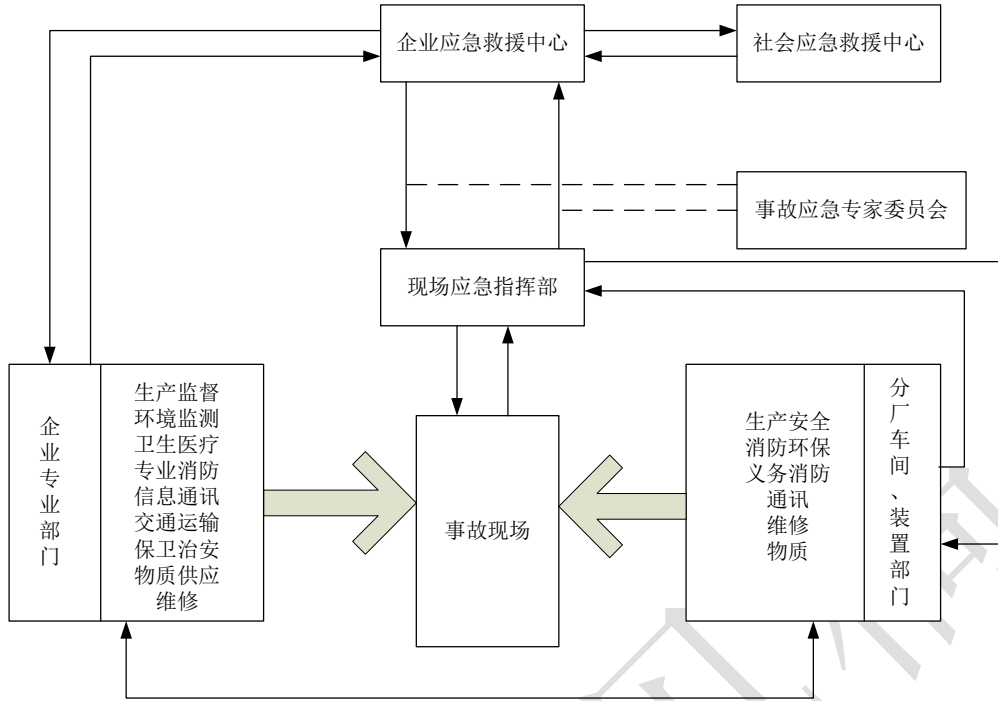 企业应急救援中心
社会应急救援中心
事故应急专家委员会
现场应急指挥部
企业专业部门
生产监督
环境监测
卫生医疗
专业消防
信息通讯
交通运输
保卫治安
物质供应
维修
事故现场
生产安全
消防环保
义务消防
通讯
维修
物质
分厂车间、装置部门